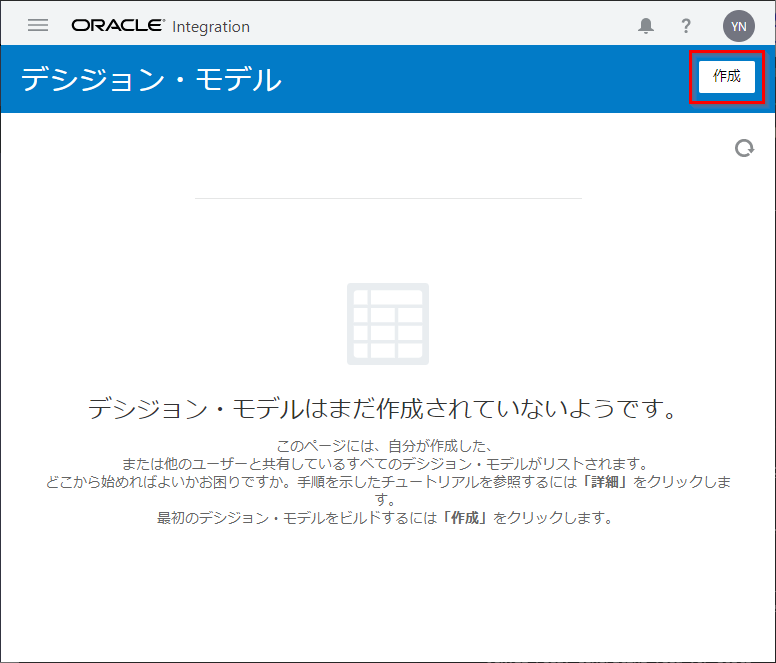 ORACLE Integration ? YN
デシジョン・モデル 作成
デシジョン・モデルはまだ作成されていないようです。
このページには、自分が作成した、
または他のユーザーと共有しているすべてのデシジョン・モデルがリストされます。
どこから始めればよいかお困りですか。手順を示したチュートリアルを参照するには「詳細」をクリックしま
す。
最初のデシジョン・モデルをビルドするには「作成」をクリックします。